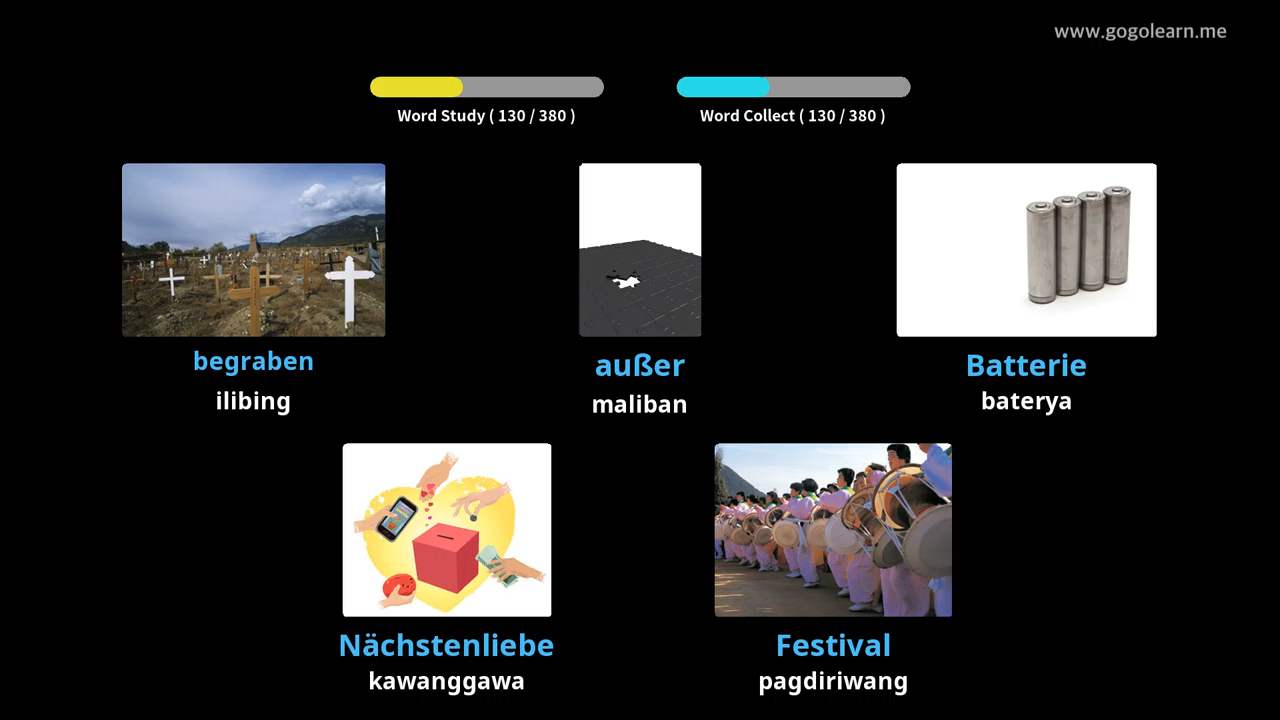 www.gogolearn.me
Word Study ( 130 / 380 )
Word Collect ( 130 / 380 )
begraben
ilibing
außer
maliban
Batterie
baterya
Nächstenliebe
kawanggawa
Festival
pagdiriwang